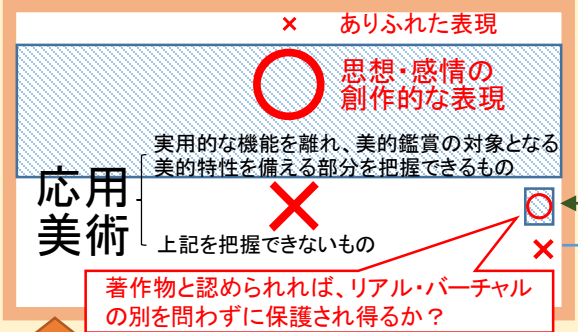 × ありふれた表現
思想・感情の
創作的な表現
実用的な機能を離れ、美的鑑賞の対象となる
美的特性を備える部分を把握できるもの
応用
美術
上記を把握できないもの
著作物と認められれば、リアル・バーチャル
の別を問わずに保護され得るか？